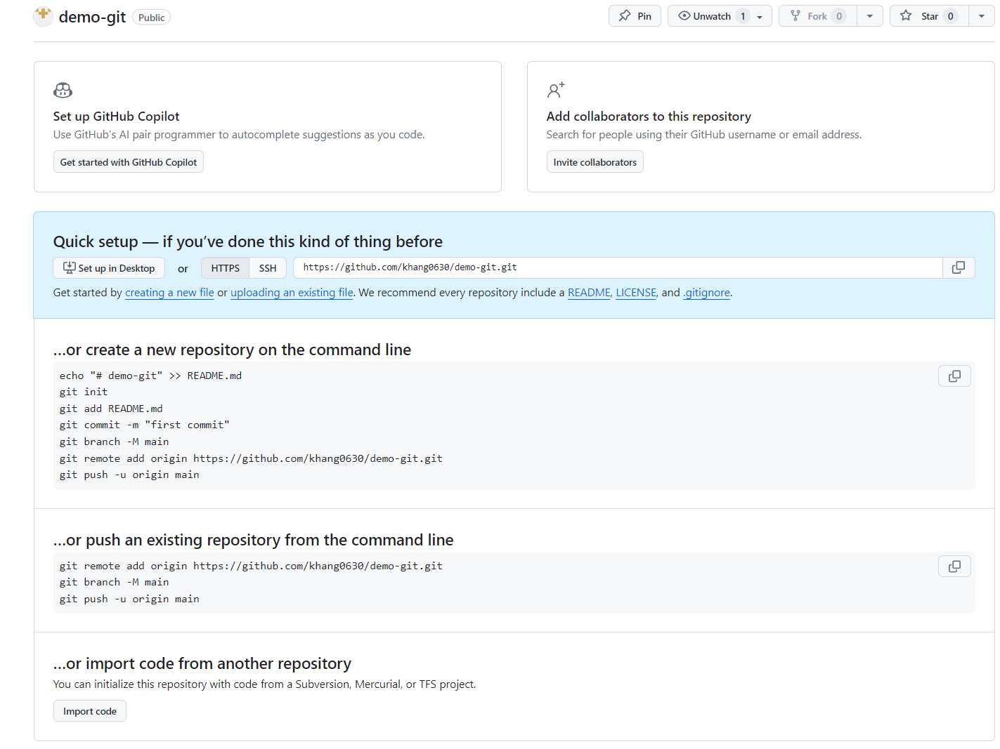 demo-git Public
Pin
Unwatch 1
Fork 0
Star 0
Set up GitHub Copilot
Use GitHub's AI pair programmer to autocomplete suggestions as you code.
Get started with GitHub Copilot
Add collaborators to this repository
Search for people using their GitHub username or email address.
Invite collaborators
Quick setup — if you’ve done this kind of thing before
Set up in Desktop or HTTPS SSH https://github.com/khang0630/demo-git.git
Get started by creating a new file or uploading an existing file. We recommend every repository include a README, LICENSE, and .gitignore.
…or create a new repository on the command line
echo "# demo-git" >> README.md
git init
git add README.md
git commit -m "first commit"
git branch -M main
git remote add origin https://github.com/khang0630/demo-git.git
git push -u origin main
…or push an existing repository from the command line
git remote add origin https://github.com/khang0630/demo-git.git
git branch -M main
git push -u origin main
…or import code from another repository
You can initialize this repository with code from a Subversion, Mercurial, or TFS project.
Import code